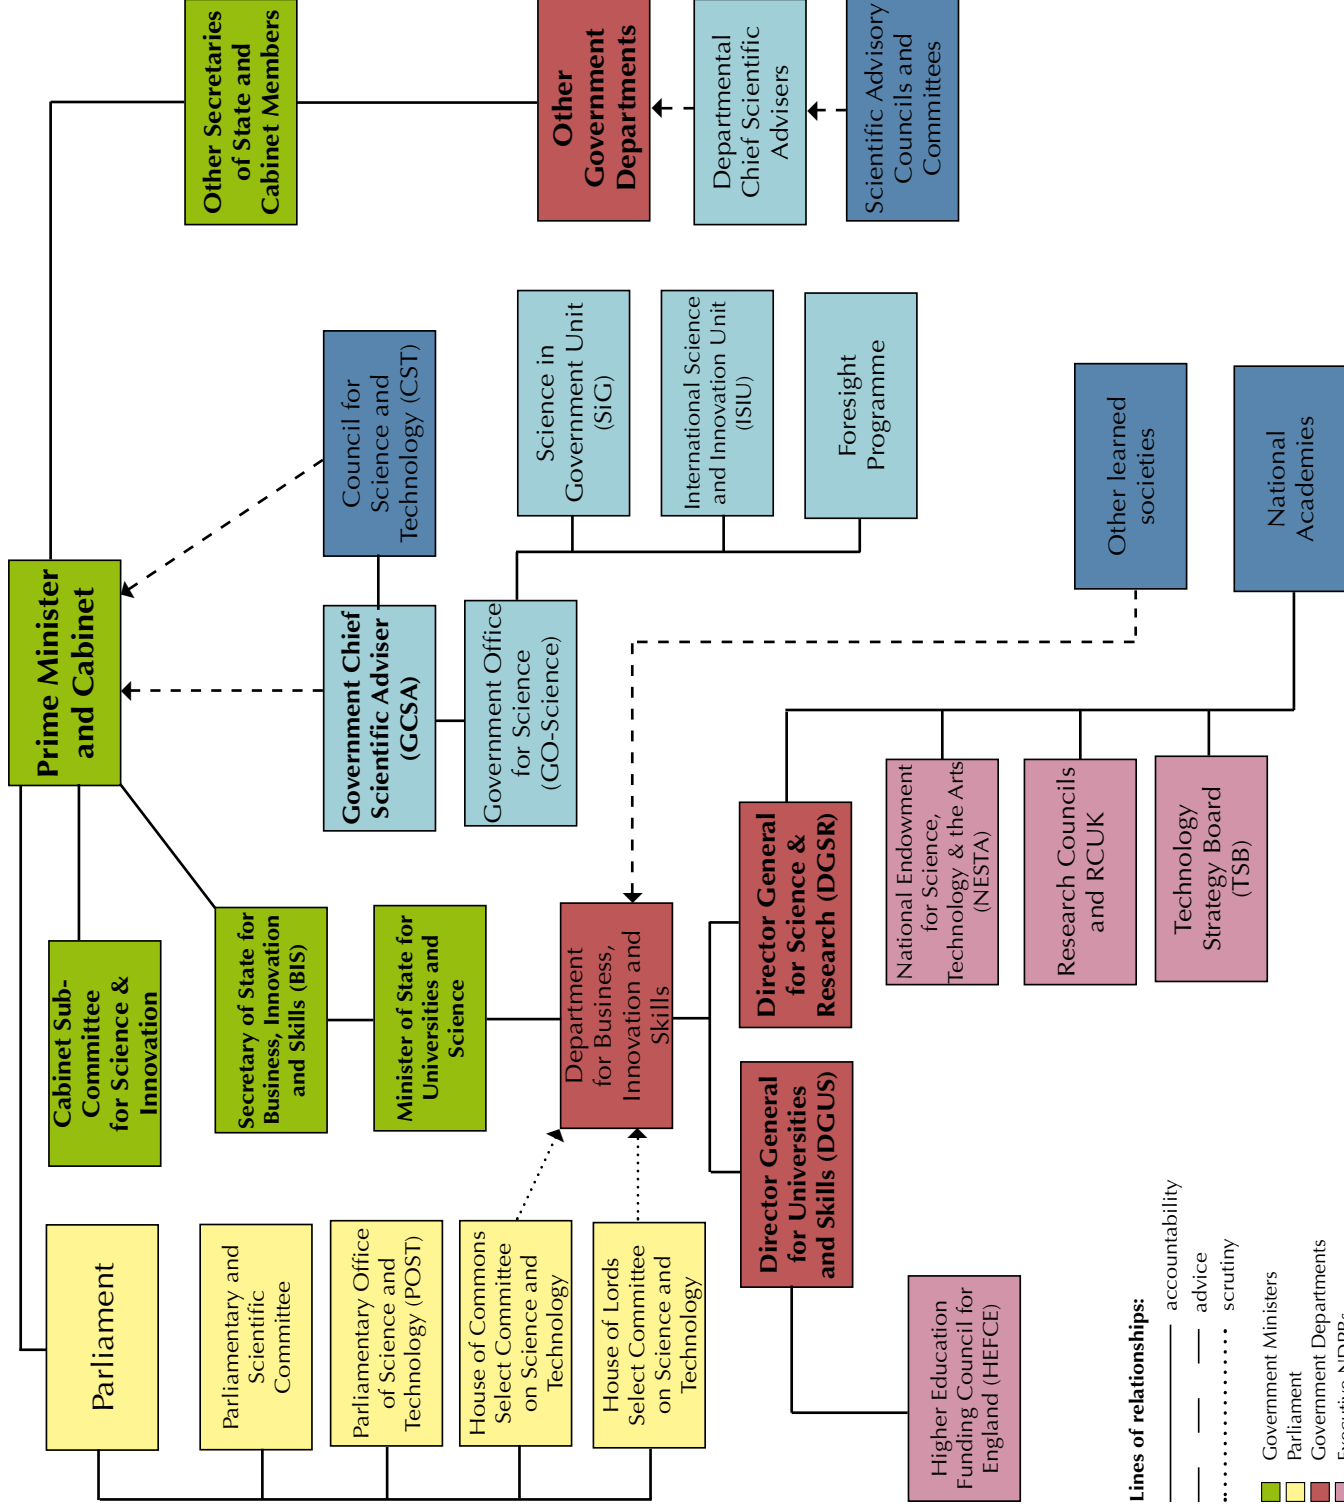 Prime Minister
and Cabinet
Other Secretaries
of State and
Cabinet Members
Cabinet Sub-
Committee
for Science &
Innovation
Parliament
Secretary of State for
Business, Innovation
and Skills (BIS)
Minister of State for
Universities and
Science
Government Chief
Scientific Adviser
(GCSA)
Council for
Science and
Technology (CST)
Government Office
for Science
(GO-Science)
Science in
Government Unit
(SiG)
International Science
and Innovation Unit
(ISIU)
Foresight
Programme
Other
Government
Departments
Departmental
Chief Scientific
Advisers
Scientific Advisory
Councils and
Committees
Parliamentary and
Scientific
Committee
Parliamentary Office
of Science and
Technology (POST)
House of Commons
Select Committee
on Science and
Technology
House of Lords
Select Committee
on Science and
Technology
Department
for Business,
Innovation and
Skills
Director General
for Universities
and Skills (DGUS)
Director General
for Science &
Research (DGSR)
Higher Education
Funding Council for
England (HEFCE)
National Endowment
for Science,
Technology & the Arts
(NESTA)
Research Councils
and RCUK
Technology
Strategy Board
(TSB)
Other learned
societies
National
Academies
Lines of relationships:
accountability
advice
scrutiny
Government Ministers
Parliament
Government Departments
Executive NDPBs